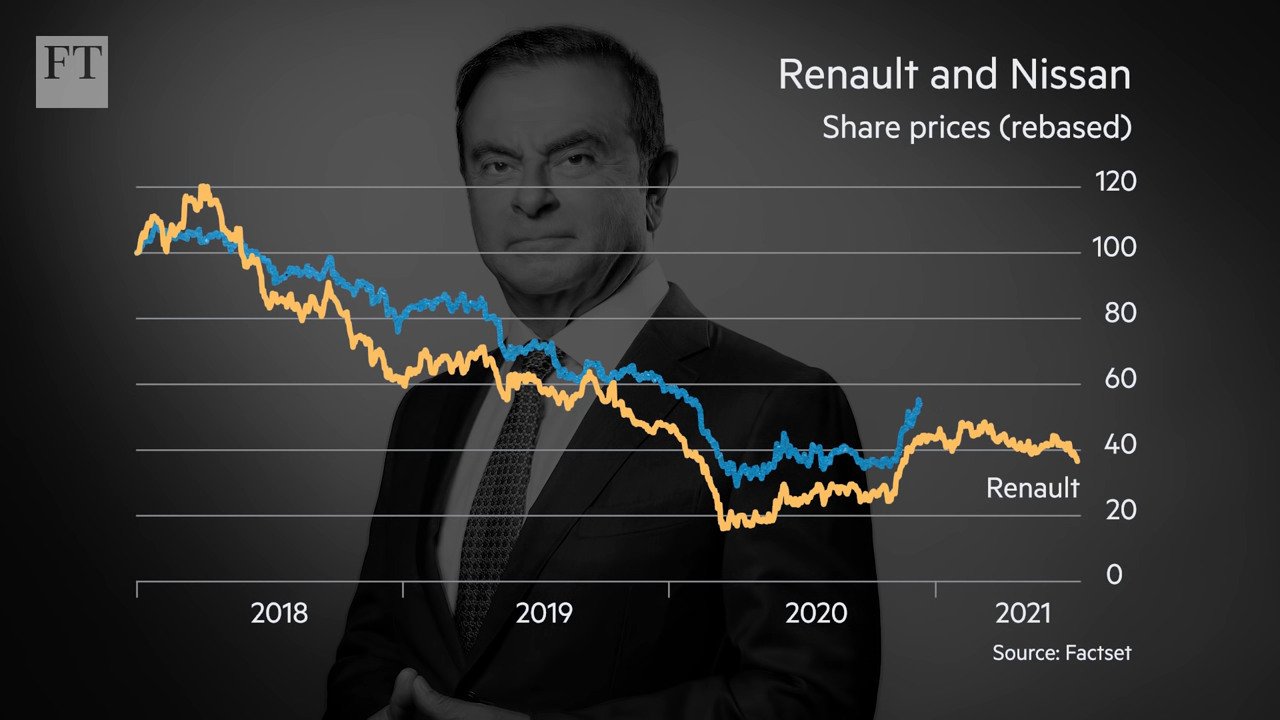 FT
Renault and Nissan
Share prices (rebased)
120
100
80
60
40
Renault
20
0
2018 2019 2020 2021
Source: Factset